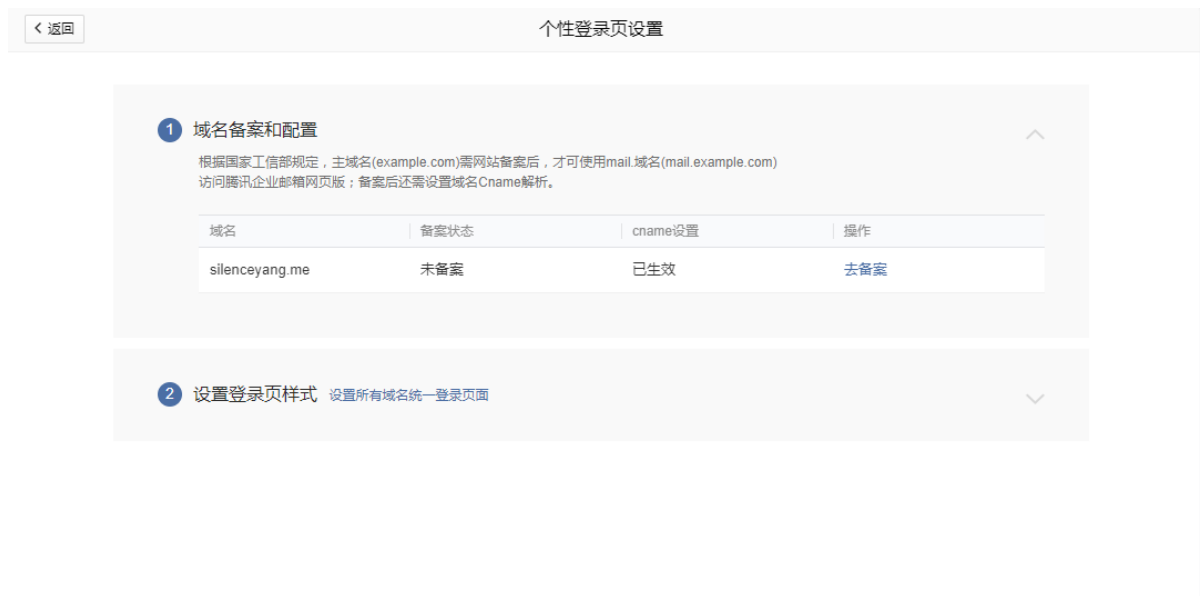 返回
个性登录页设置
1 域名备案和配置
根据国家工信部规定，主域名(example.com)需网站备案后，才可使用mail.域名(mail.example.com)
访问腾讯企业邮箱网页版；备案后还需设置域名Cname解析。
域名 备案状态 cname设置 操作
silenceyang.me 未备案 已生效 去备案
2 设置登录页样式 设置所有域名统一登录页面